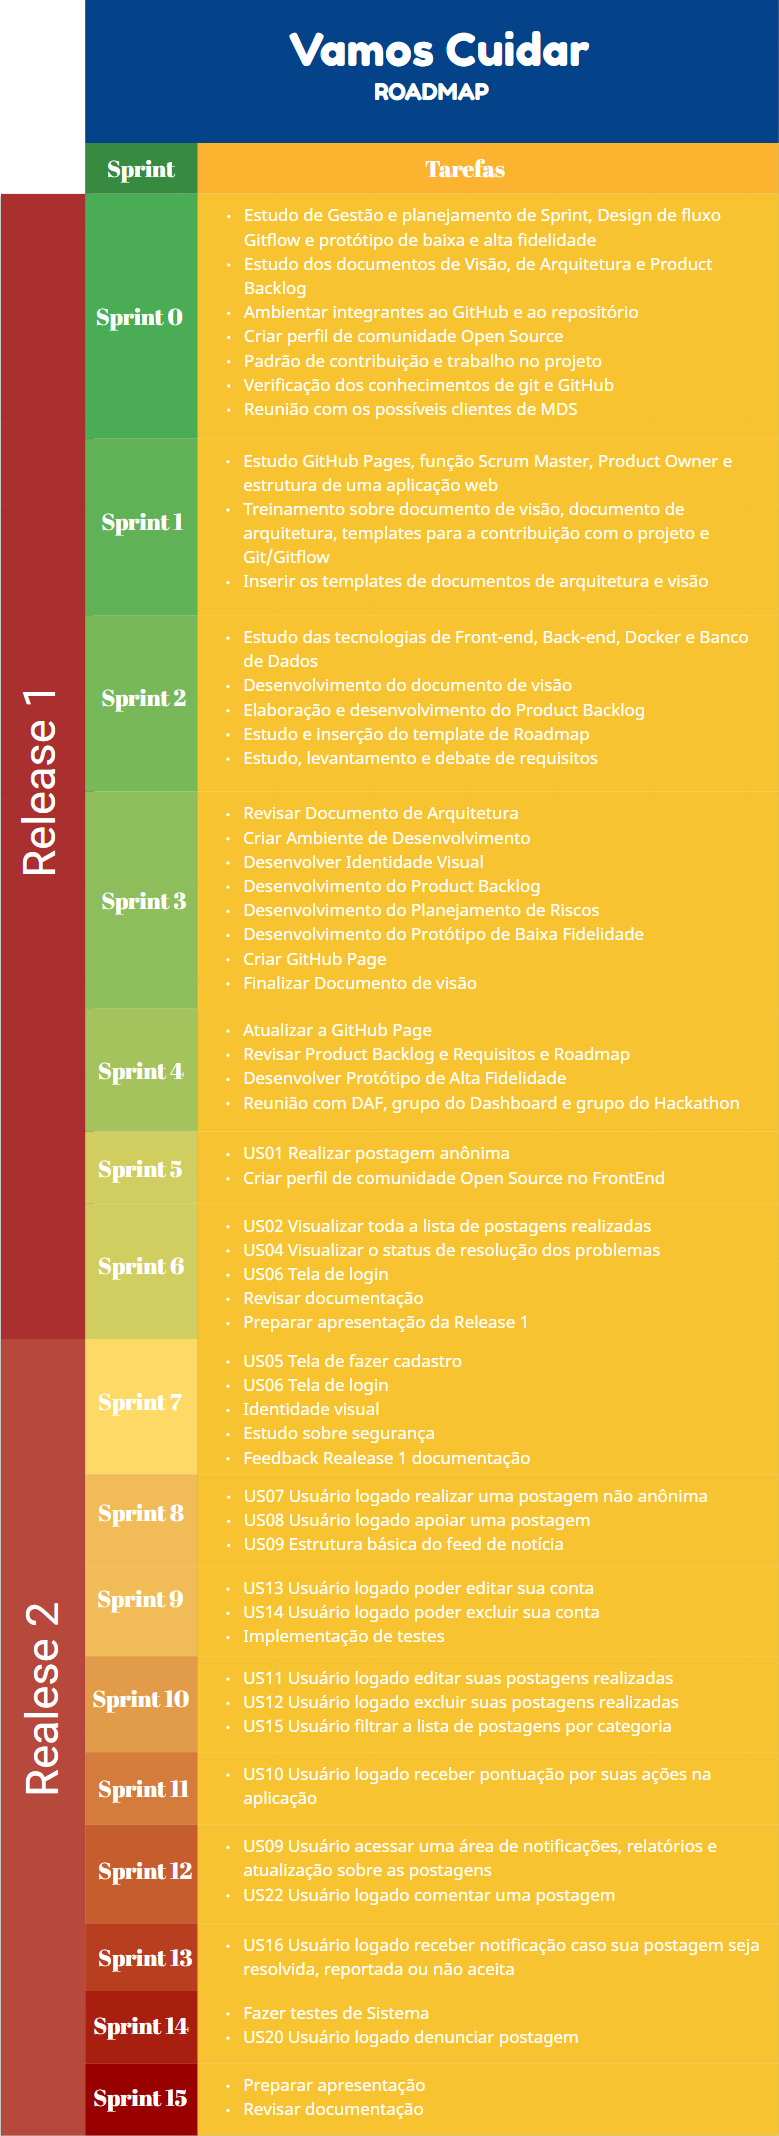 Vamos Cuidar
ROADMAP
Sprint
Tarefas
Release 1
Sprint 0
• Estudo de Gestão e planejamento de Sprint, Design de fluxo
Gitflow e protótipo de baixa e alta fidelidade
• Estudo dos documentos de Visão, de Arquitetura e Product
Backlog
• Ambientar integrantes ao GitHub e ao repositório
• Criar perfil de comunidade Open Source
• Padrão de contribuição e trabalho no projeto
• Verificação dos conhecimentos de git e GitHub
• Reunião com os possíveis clientes de MDS
Sprint 1
• Estudo GitHub Pages, função Scrum Master, Product Owner e
estrutura de uma aplicação web
• Treinamento sobre documento de visão, documento de
arquitetura, templates para a contribuição com o projeto e
Git/Gitflow
• Inserir os templates de documentos de arquitetura e visão
Sprint 2
• Estudo das tecnologias de Front-end, Back-end, Docker e Banco
de Dados
• Desenvolvimento do documento de visão
• Elaboração e desenvolvimento do Product Backlog
• Estudo e inserção do template de Roadmap
• Estudo, levantamento e debate de requisitos
Sprint 3
• Revisar Documento de Arquitetura
• Criar Ambiente de Desenvolvimento
• Desenvolver Identidade Visual
• Desenvolvimento do Product Backlog
• Desenvolvimento do Planejamento de Riscos
• Desenvolvimento do Protótipo de Baixa Fidelidade
• Criar GitHub Page
• Finalizar Documento de visão
Sprint 4
• Atualizar a GitHub Page
• Revisar Product Backlog e Requisitos e Roadmap
• Desenvolver Protótipo de Alta Fidelidade
• Reunião com DAF, grupo do Dashboard e grupo do Hackathon
Sprint 5
• US01 Realizar postagem anônima
• Criar perfil de comunidade Open Source no FrontEnd
Sprint 6
• US02 Visualizar toda a lista de postagens realizadas
• US04 Visualizar o status de resolução dos problemas
• US06 Tela de login
• Revisar documentação
• Preparar apresentação da Release 1
Realese 2
Sprint 7
• US05 Tela de fazer cadastro
• US06 Tela de login
• Identidade visual
• Estudo sobre segurança
• Feedback Realease 1 documentação
Sprint 8
• US07 Usuário logado realizar uma postagem não anônima
• US08 Usuário logado apoiar uma postagem
• US09 Estrutura básica do feed de notícia
Sprint 9
• US13 Usuário logado poder editar sua conta
• US14 Usuário logado poder excluir sua conta
• Implementação de testes
Sprint 10
• US11 Usuário logado editar suas postagens realizadas
• US12 Usuário logado excluir suas postagens realizadas
• US15 Usuário filtrar a lista de postagens por categoria
Sprint 11
• US10 Usuário logado receber pontuação por suas ações na
aplicação
Sprint 12
• US09 Usuário acessar uma área de notificações, relatórios e
atualização sobre as postagens
• US22 Usuário logado comentar uma postagem
Sprint 13
• US16 Usuário logado receber notificação caso sua postagem seja
resolvida, reportada ou não aceita
Sprint 14
• Fazer testes de Sistema
• US20 Usuário logado denunciar postagem
Sprint 15
• Preparar apresentação
• Revisar documentação